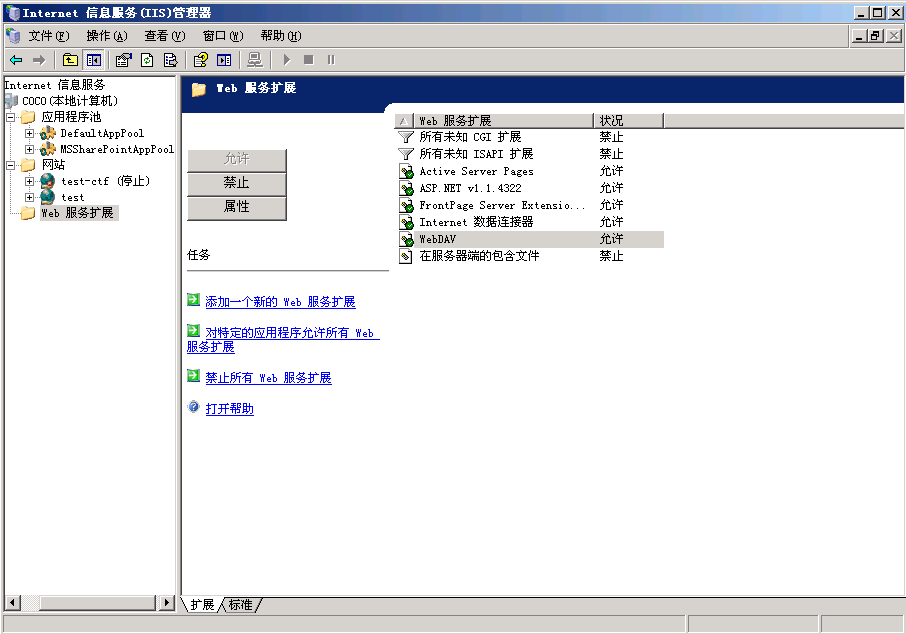 Internet 信息服务(IIS)管理器
文件(F) 操作(A) 查看(V) 窗口(W) 帮助(H)
Internet 信息服务
COCO(本地计算机)
应用程序池
DefaultAppPool
MSSharePointAppPool
网站
test-ctf (停止)
test
Web 服务扩展
Web 服务扩展
允许
禁止
属性
任务
添加一个新的 Web 服务扩展
对特定的应用程序允许所有 Web
服务扩展
禁止所有 Web 服务扩展
打开帮助
Web 服务扩展 状况
所有未知 CGI 扩展 禁止
所有未知 ISAPI 扩展 禁止
Active Server Pages 允许
ASP.NET v1.1.4322 允许
FrontPage Server Extensio... 允许
Internet 数据连接器 允许
WebDAV 允许
在服务器端的包含文件 禁止
扩展 标准